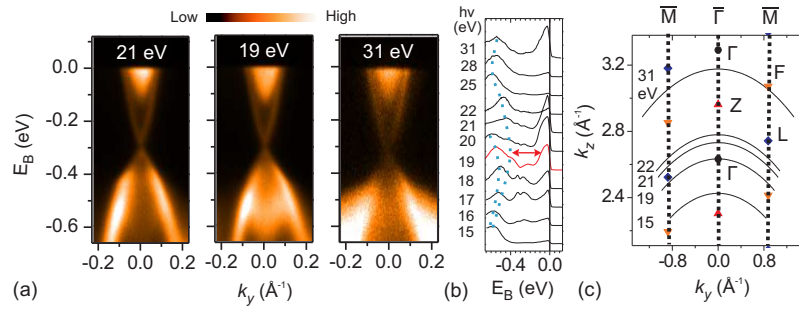 Low High
21 eV
19 eV
31 eV
0.0
-0.2
-0.4
-0.6
E_B (eV)
-0.2 0.0 0.2
-0.2 0.0 0.2
-0.2 0.0 0.2
k_y (Å⁻¹)
(a)
hν
(eV)
31
28
25
22
21
20
19
18
17
16
15
-0.4 0.0
E_B (eV)
(b)
M̅ Γ̅ M̅
3.2
2.8
2.4
k_z (Å⁻¹)
31
eV
22
21
19
15
Γ
F
Z
L
Γ
-0.8 0.0 0.8
k_y (Å⁻¹)
(c)